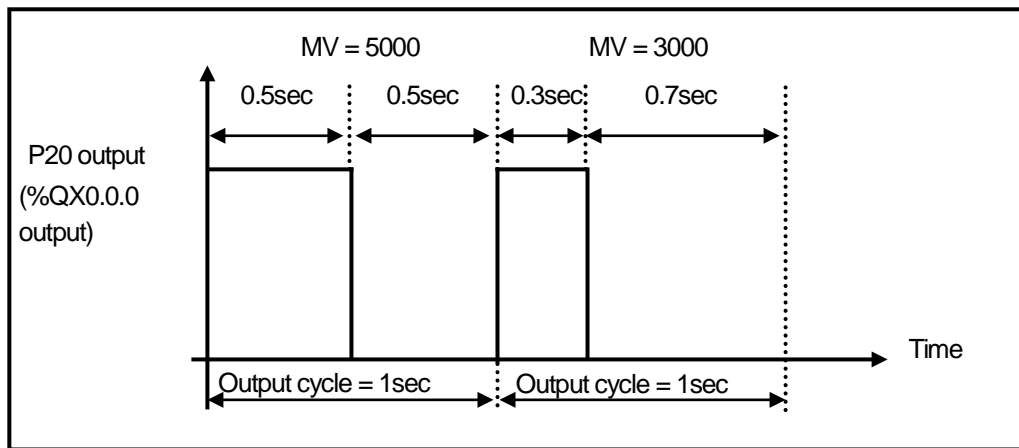 MV = 5000
MV = 3000
0.5sec
0.5sec
0.3sec
0.7sec
P20 output
(%QX0.0.0
output)
Time
Output cycle = 1sec
Output cycle = 1sec